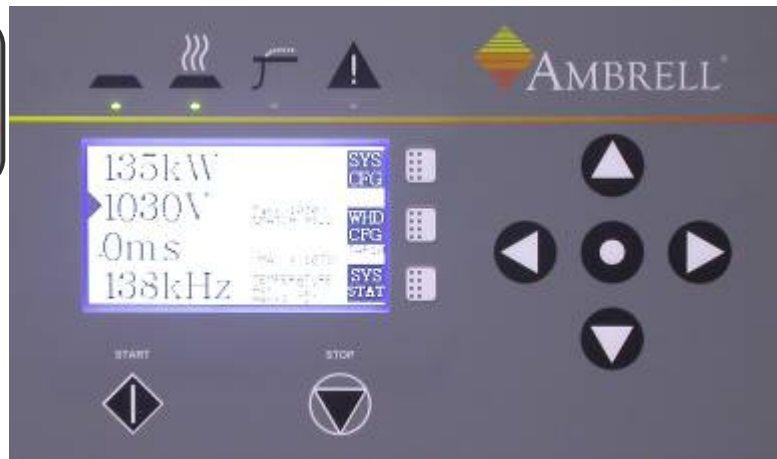 AMBRELL
135kW
SYS
CFG
1030V
WHD
CFG
0ms
138kHz
SYS
STAT
START
STOP